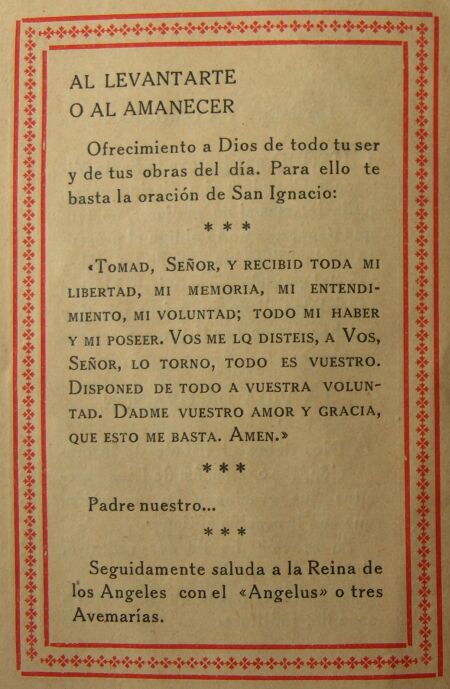 AL LEVANTARTE
O AL AMANECER
Ofrecimiento a Dios de todo tu ser
y de tus obras del día. Para ello te
basta la oración de San Ignacio:
* * *
«TOMAD, SEÑOR, Y RECIBID TODA MI
LIBERTAD, MI MEMORIA, MI ENTENDI-
MIENTO, MI VOLUNTAD; TODO MI HABER
Y MI POSEER. VOS ME LQ DISTEIS, A VOS,
SEÑOR, LO TORNO, TODO ES VUESTRO.
DISPONED DE TODO A VUESTRA VOLUN-
TAD. DADME VUESTRO AMOR Y GRACIA,
QUE ESTO ME BASTA. AMEN.»
* * *
Padre nuestro...
* * *
Seguidamente saluda a la Reina de
los Angeles con el «Angelus» o tres
Avemarías.